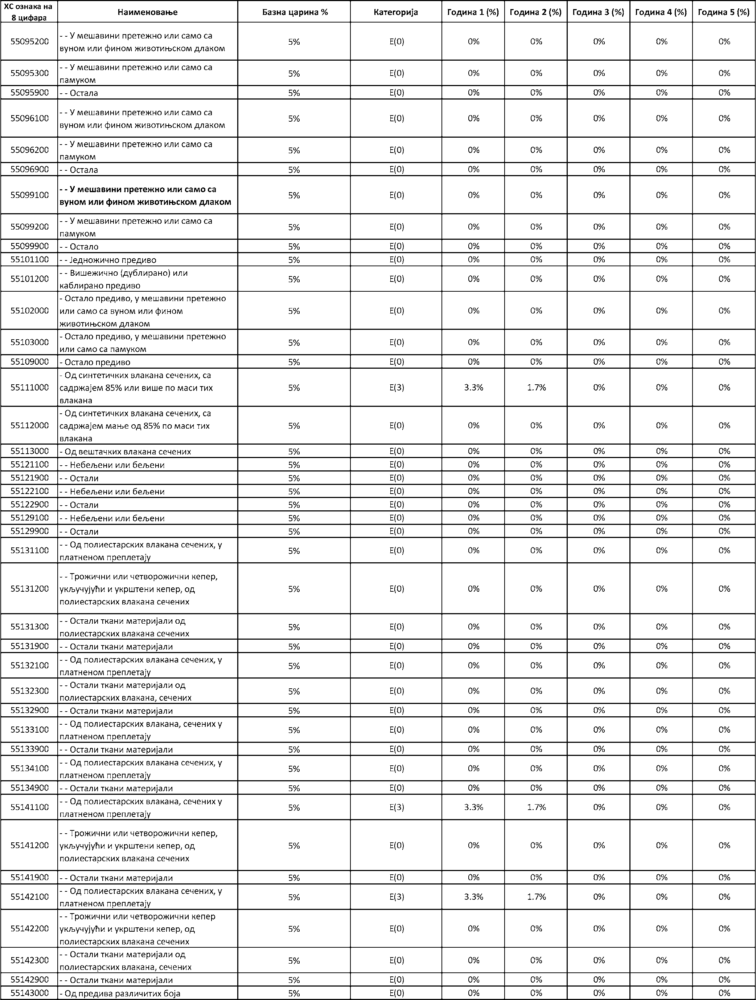 ХС ознака на 8 цифара Наименовање Базна царина % Категорија Година 1 (%) Година 2 (%) Година 3 (%) Година 4 (%) Година 5 (%)
55095200 - - У мешавини претежно или само са вуном или фином животињском длаком 5% E(0) 0% 0% 0% 0% 0%
55095300 - - У мешавини претежно или само са памуком 5% E(0) 0% 0% 0% 0% 0%
55095900 - - Остала 5% E(0) 0% 0% 0% 0% 0%
55096100 - - У мешавини претежно или само са вуном или фином животињском длаком 5% E(0) 0% 0% 0% 0% 0%
55096200 - - У мешавини претежно или само са памуком 5% E(0) 0% 0% 0% 0% 0%
55096900 - - Остала 5% E(0) 0% 0% 0% 0% 0%
55099100 - - У мешавини претежно или само са вуном или фином животињском длаком 5% E(0) 0% 0% 0% 0% 0%
55099200 - - У мешавини претежно или само са памуком 5% E(0) 0% 0% 0% 0% 0%
55099900 - - Остало 5% E(0) 0% 0% 0% 0% 0%
55101100 - - Једножично предиво 5% E(0) 0% 0% 0% 0% 0%
55101200 - - Вишежично (дублирано) или каблирано предиво 5% E(0) 0% 0% 0% 0% 0%
55102000 - Остало предиво, у мешавини претежно или само са вуном или фином животињском длаком 5% E(0) 0% 0% 0% 0% 0%
55103000 - Остало предиво, у мешавини претежно или само са памуком 5% E(0) 0% 0% 0% 0% 0%
55109000 - Остало предиво 5% E(0) 0% 0% 0% 0% 0%
55111000 - Од синтетичких влакана сечених, са садржајем 85% или више по маси тих влакана 5% E(3) 3.3% 1.7% 0% 0% 0%
55112000 - Од синтетичких влакана сечених, са садржајем мање од 85% по маси тих влакана 5% E(0) 0% 0% 0% 0% 0%
55113000 - Од вештачких влакана сечених 5% E(0) 0% 0% 0% 0% 0%
55121100 - - Небељени или бељени 5% E(0) 0% 0% 0% 0% 0%
55121900 - - Остали 5% E(0) 0% 0% 0% 0% 0%
55122100 - - Небељени или бељени 5% E(0) 0% 0% 0% 0% 0%
55122900 - - Остали 5% E(0) 0% 0% 0% 0% 0%
55129100 - - Небељени или бељени 5% E(0) 0% 0% 0% 0% 0%
55129900 - - Остали 5% E(0) 0% 0% 0% 0% 0%
55131100 - - Од полиестарских влакана сечених, у платненом преплетају 5% E(0) 0% 0% 0% 0% 0%
55131200 - - Трожични или четворожични кепер, укључујући и укрштени кепер, од полиестарских влакана сечених 5% E(0) 0% 0% 0% 0% 0%
55131300 - - Остали ткани материјали од полиестарских влакана сечених 5% E(0) 0% 0% 0% 0% 0%
55131900 - - Остали ткани материјали 5% E(0) 0% 0% 0% 0% 0%
55132100 - - Од полиестарских влакана сечених, у платненом преплетају 5% E(0) 0% 0% 0% 0% 0%
55132300 - - Остали ткани материјали од полиестарских влакана, сечених 5% E(0) 0% 0% 0% 0% 0%
55132900 - - Остали ткани материјали 5% E(0) 0% 0% 0% 0% 0%
55133100 - - Од полиестарских влакана, сечених у платненом преплетају 5% E(0) 0% 0% 0% 0% 0%
55133900 - - Остали ткани материјали 5% E(0) 0% 0% 0% 0% 0%
55134100 - - Од полиестарских влакана сечених, у платненом преплетају 5% E(0) 0% 0% 0% 0% 0%
55134900 - - Остали ткани материјали 5% E(0) 0% 0% 0% 0% 0%
55141100 - - Од полиестарских влакана, сечених у платненом преплетају 5% E(3) 3.3% 1.7% 0% 0% 0%
55141200 - - Трожични или четворожични кепер, укључујући и укрштени кепер, од полиестарских влакана сечених 5% E(0) 0% 0% 0% 0% 0%
55141900 - - Остали ткани материјали 5% E(0) 0% 0% 0% 0% 0%
55142100 - - Од полиестарских влакана сечених, у платненом преплетају 5% E(3) 3.3% 1.7% 0% 0% 0%
55142200 - - Трожични или четворожични кепер укључујући и укрштени кепер, од полиестарских влакана сечених 5% E(0) 0% 0% 0% 0% 0%
55142300 - - Остали ткани материјали од полиестарских влакана, сечених 5% E(0) 0% 0% 0% 0% 0%
55142900 - - Остали ткани материјали 5% E(0) 0% 0% 0% 0% 0%
55143000 - Од предива различитих боја 5% E(0) 0% 0% 0% 0% 0%